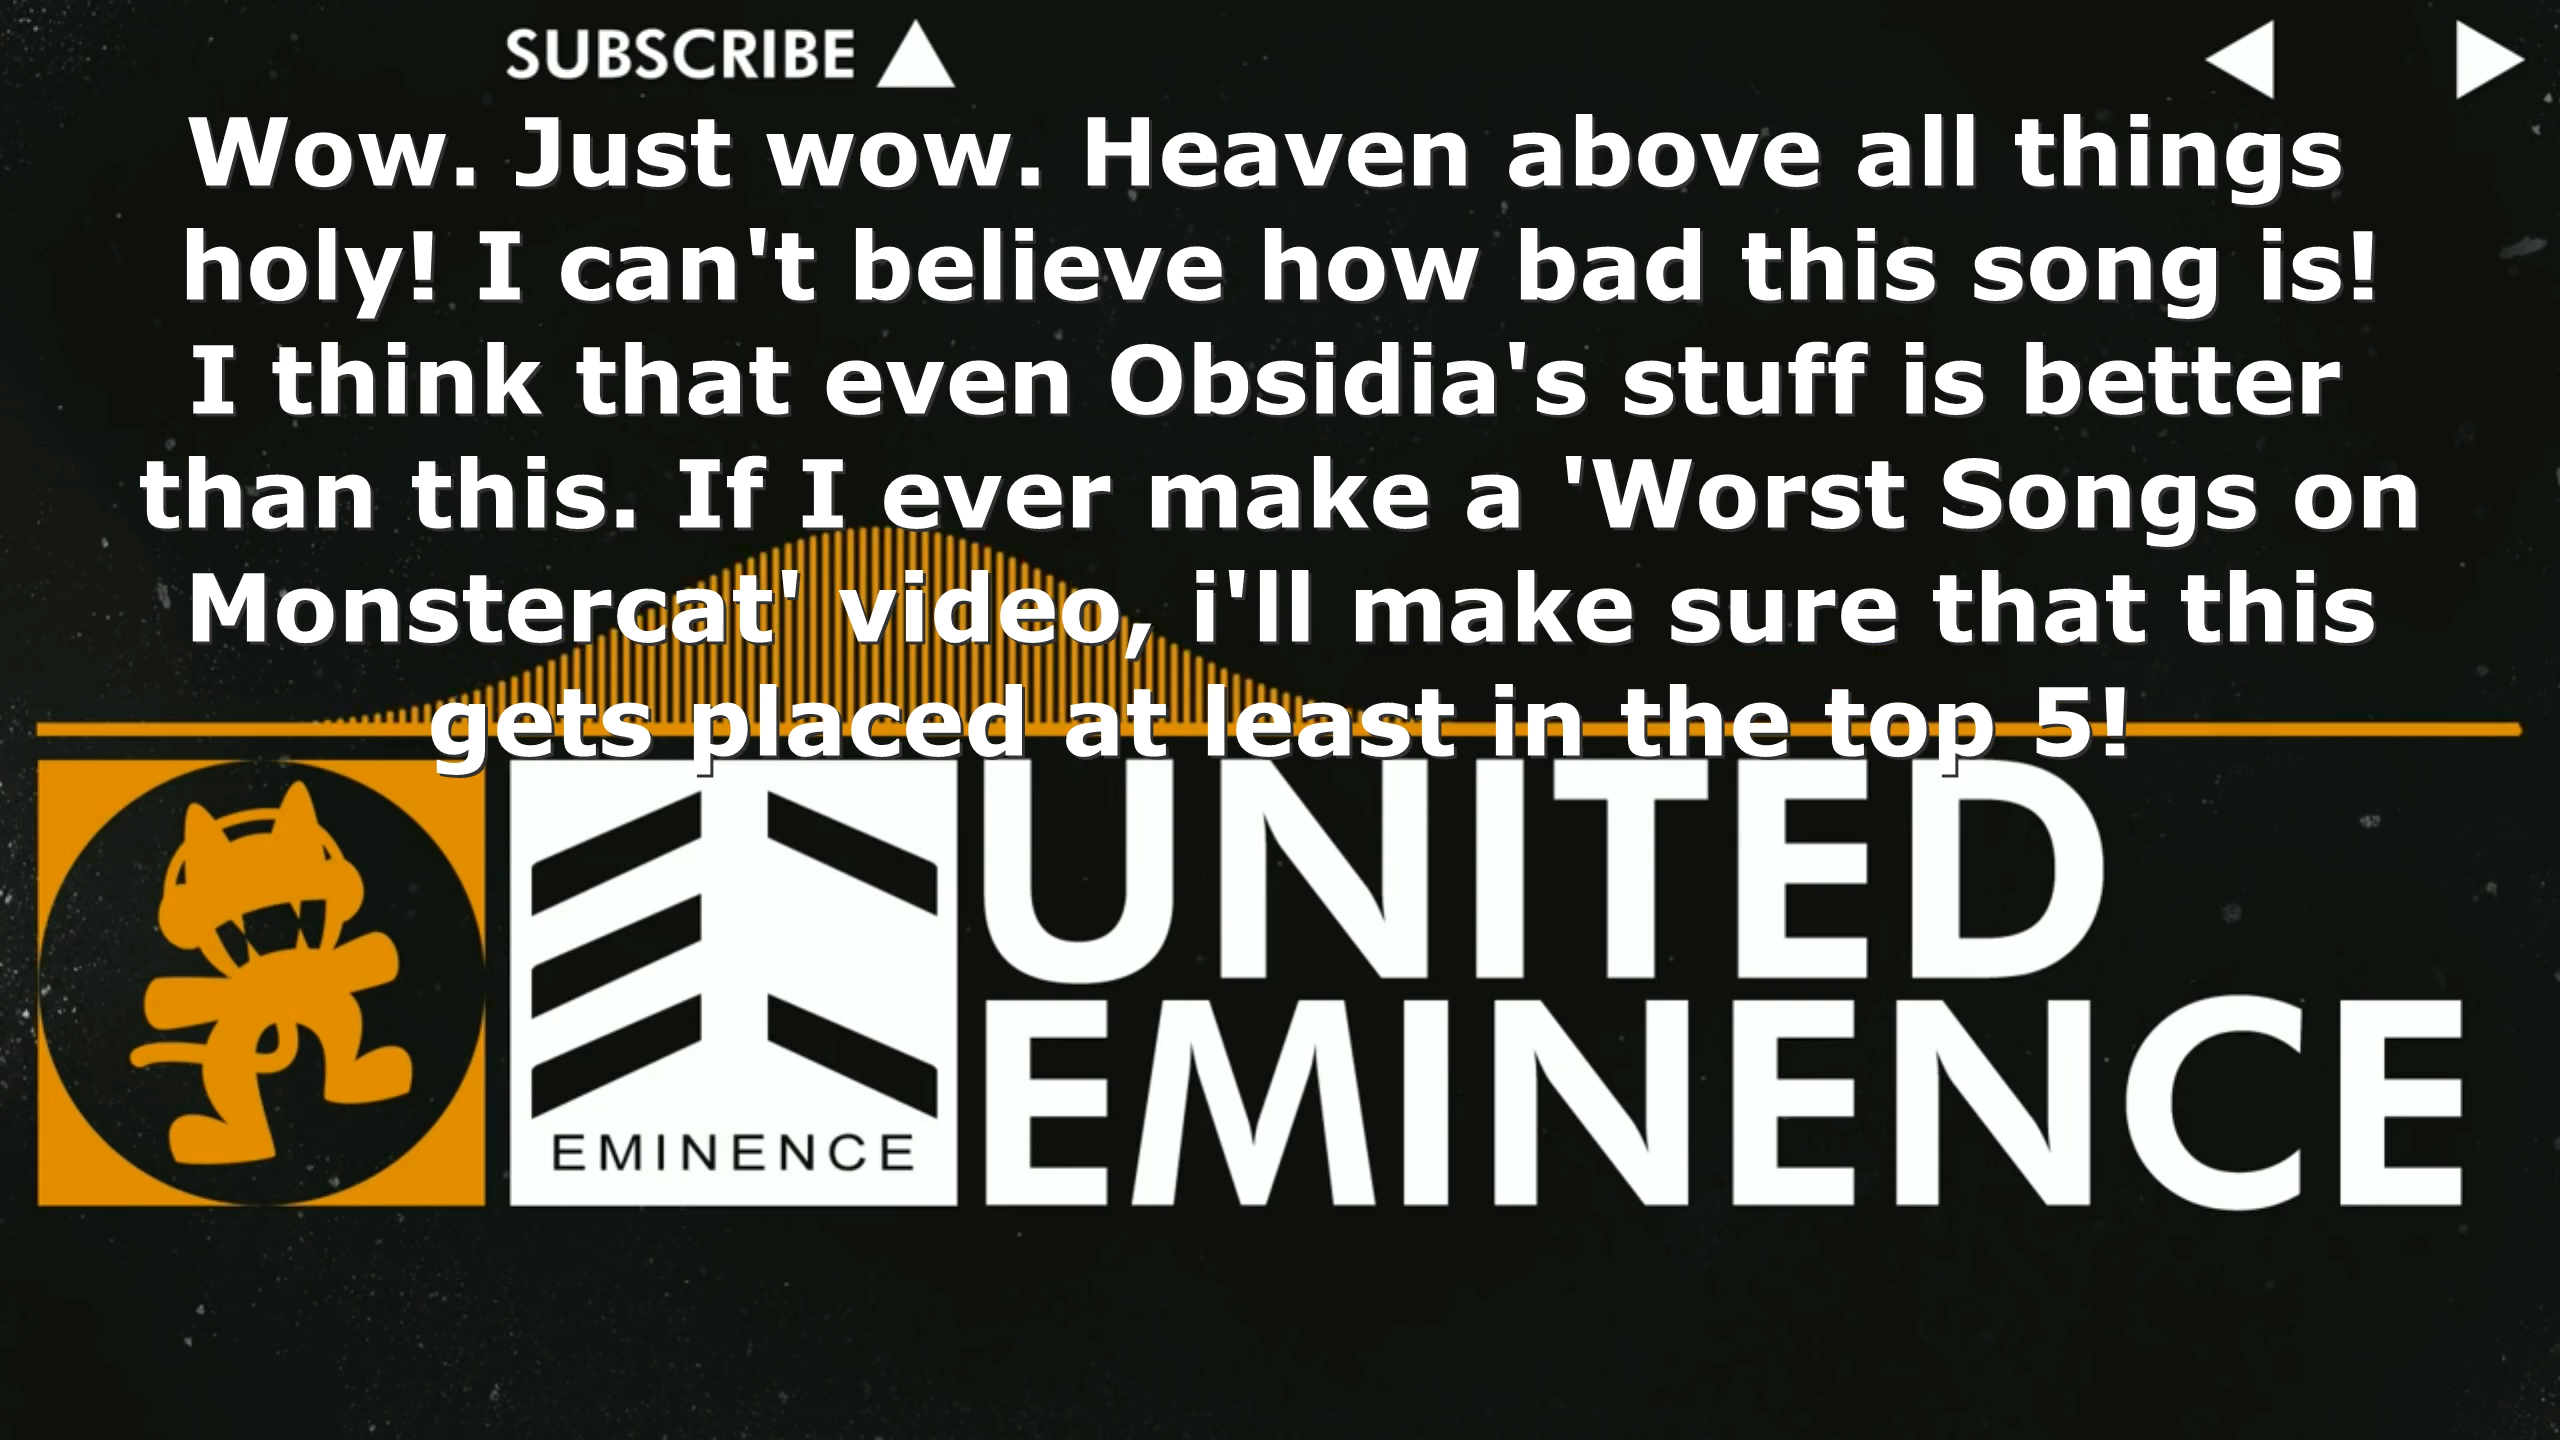 SUBSCRIBE
Wow. Just wow. Heaven above all things
holy! I can't believe how bad this song is!
I think that even Obsidia's stuff is better
than this. If I ever make a 'Worst Songs on
Monstercat' video, i'll make sure that this
gets placed at least in the top 5!
UNITED
EMINENCE
EMINENCE